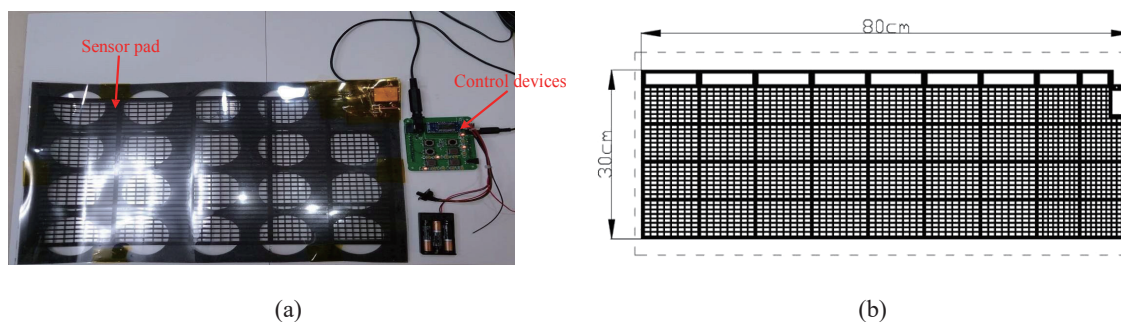 Sensor pad
Control devices
80cm
30cm
(a)
(b)